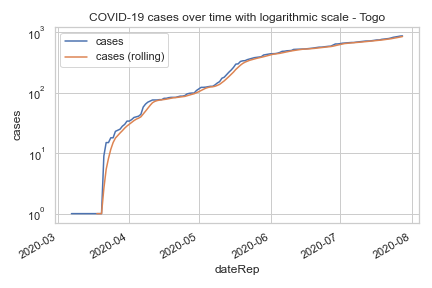 COVID-19 cases over time with logarithmic scale - Togo
cases
cases (rolling)
10³
10²
10¹
10⁰
cases
2020-03
2020-04
2020-05
2020-06
2020-07
2020-08
dateRep